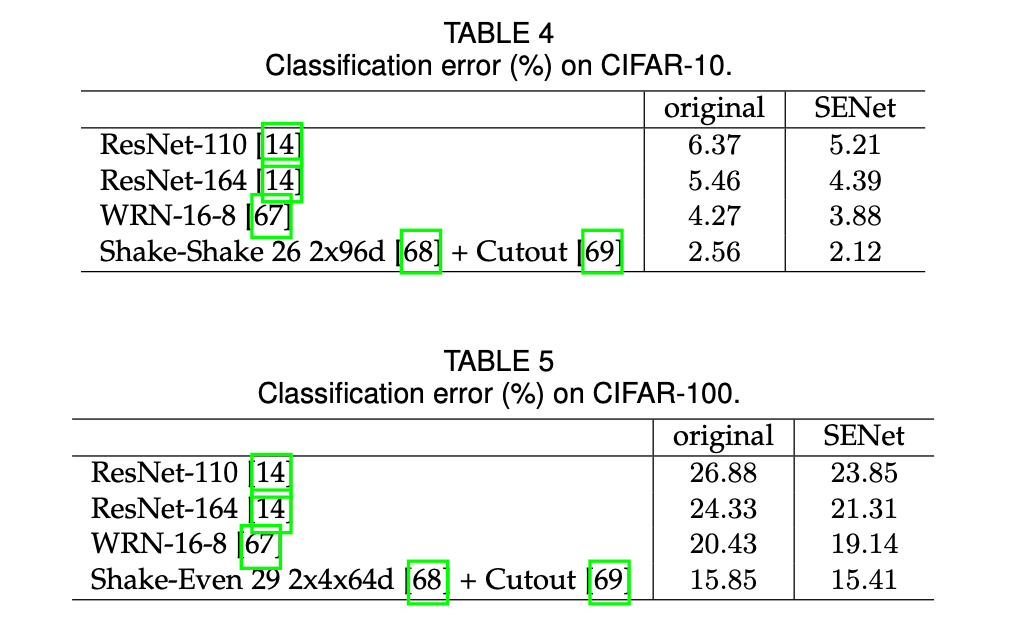 TABLE 4
Classification error (%) on CIFAR-10.
original SENet
ResNet-110 [14] 6.37 5.21
ResNet-164 [14] 5.46 4.39
WRN-16-8 [67] 4.27 3.88
Shake-Shake 26 2x96d [68] + Cutout [69] 2.56 2.12
TABLE 5
Classification error (%) on CIFAR-100.
original SENet
ResNet-110 [14] 26.88 23.85
ResNet-164 [14] 24.33 21.31
WRN-16-8 [67] 20.43 19.14
Shake-Even 29 2x4x64d [68] + Cutout [69] 15.85 15.41